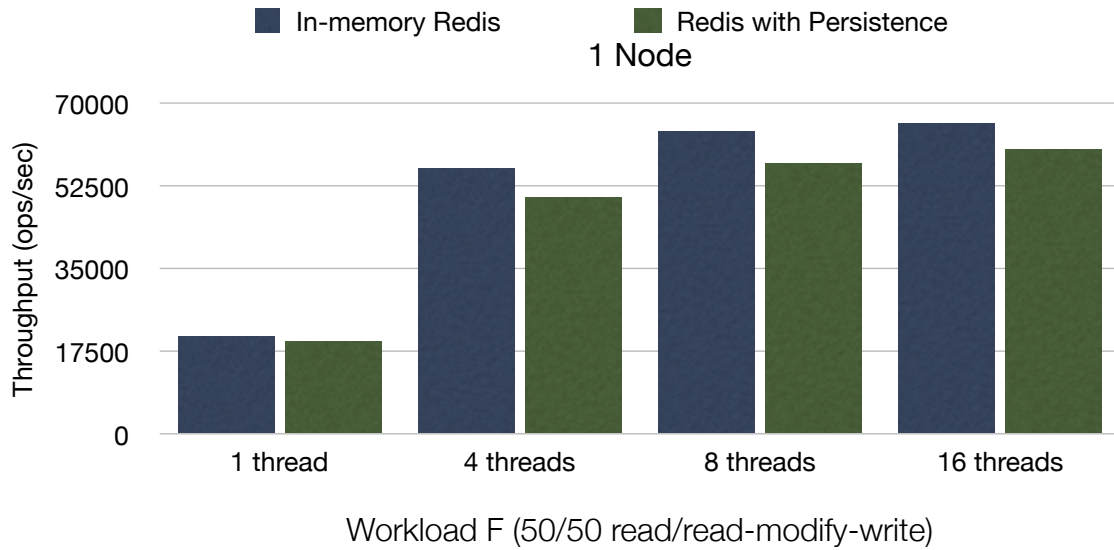 In-memory Redis
Redis with Persistence
1 Node
Throughput (ops/sec)
70000
52500
35000
17500
0
1 thread
4 threads
8 threads
16 threads
Workload F (50/50 read/read-modify-write)